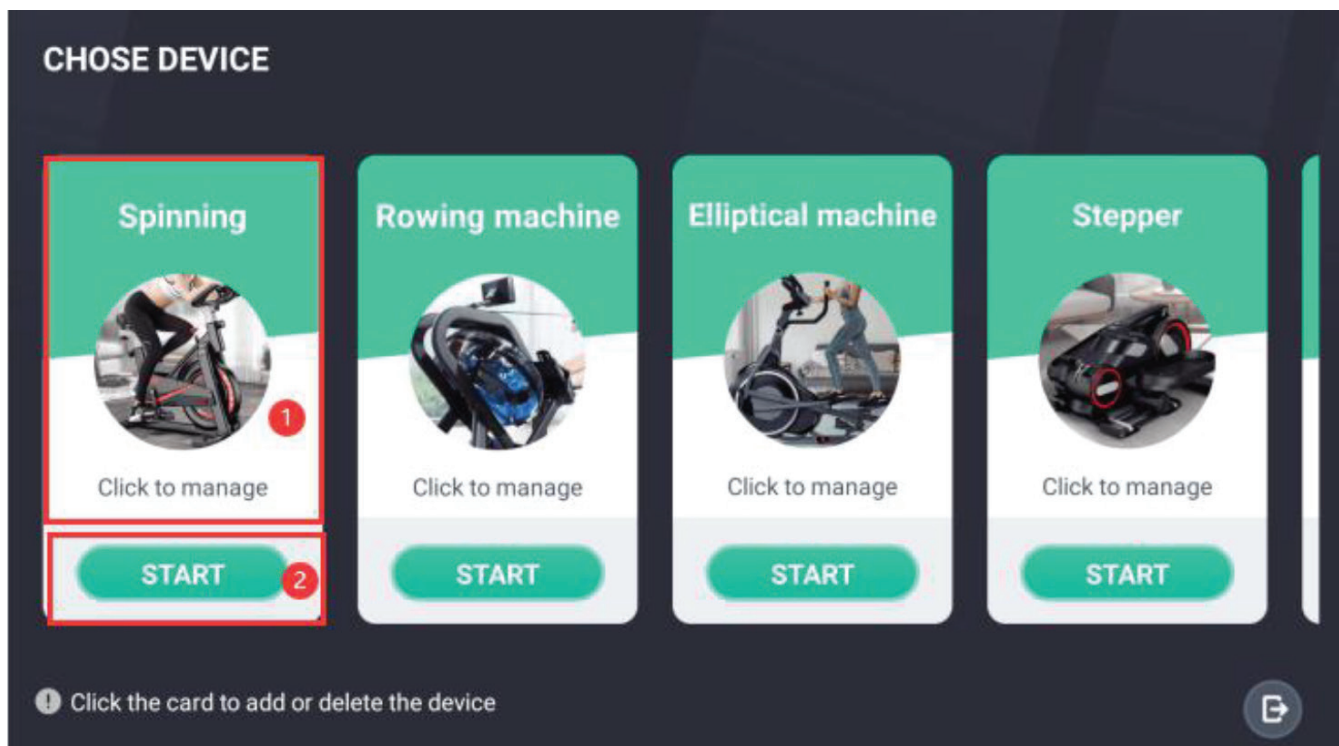 CHOSE DEVICE
Spinning
Rowing machine
Elliptical machine
Stepper
1
Click to manage
Click to manage
Click to manage
Click to manage
START
2
START
START
START
Click the card to add or delete the device